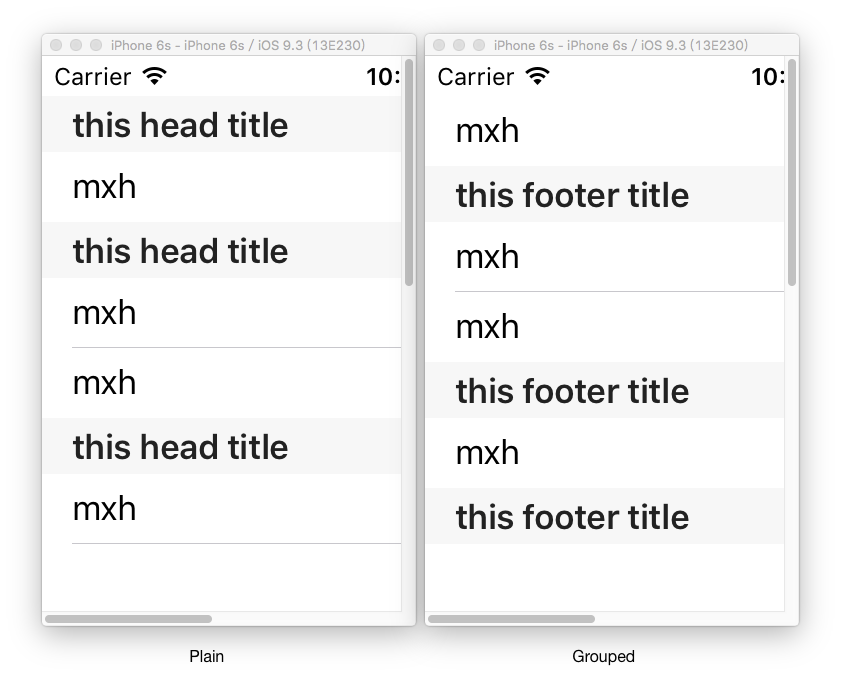 iPhone 6s - iPhone 6s / iOS 9.3 (13E230)
Carrier 10:
this head title
mxh
this head title
mxh
mxh
this head title
mxh
Plain
iPhone 6s - iPhone 6s / iOS 9.3 (13E230)
Carrier 10:
mxh
this footer title
mxh
mxh
this footer title
mxh
this footer title
Grouped